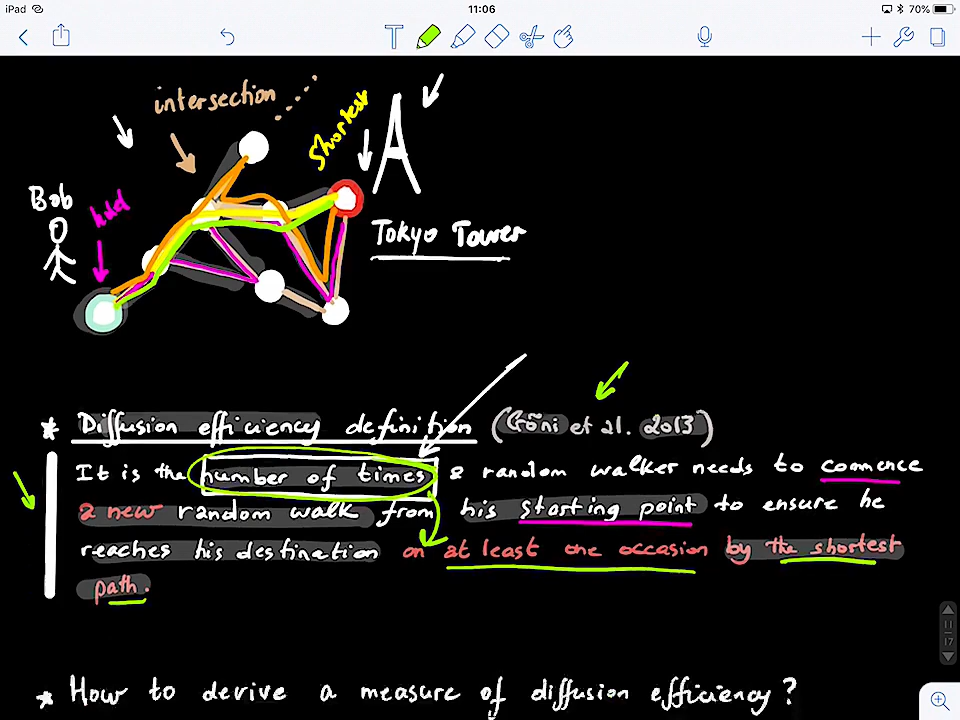 iPad 11:06 70%
intersection
shortest
Bob
Tokyo Tower
* Diffusion efficiency definition (Goñi et al. 2013)
It is the number of times a random walker needs to commence
a new random walk from his starting point to ensure he
reaches his destination on at least one occasion by the shortest
path.
11
17
* How to derive a measure of diffusion efficiency?